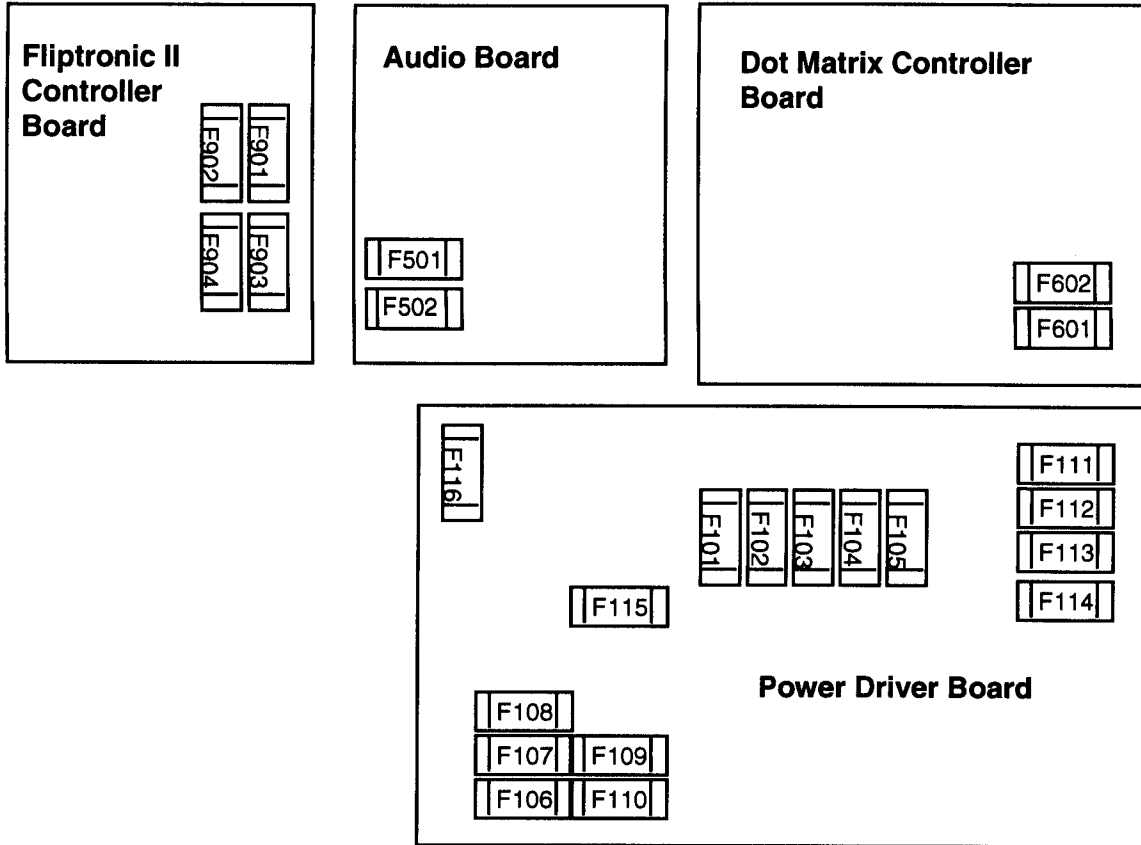 Fliptronic II
Controller
Board
F902
F901
F904
F903
Audio Board
F501
F502
Dot Matrix Controller
Board
F602
F601
F116
F101
F102
F103
F104
F105
F111
F112
F113
F114
F115
Power Driver Board
F108
F107
F109
F106
F110